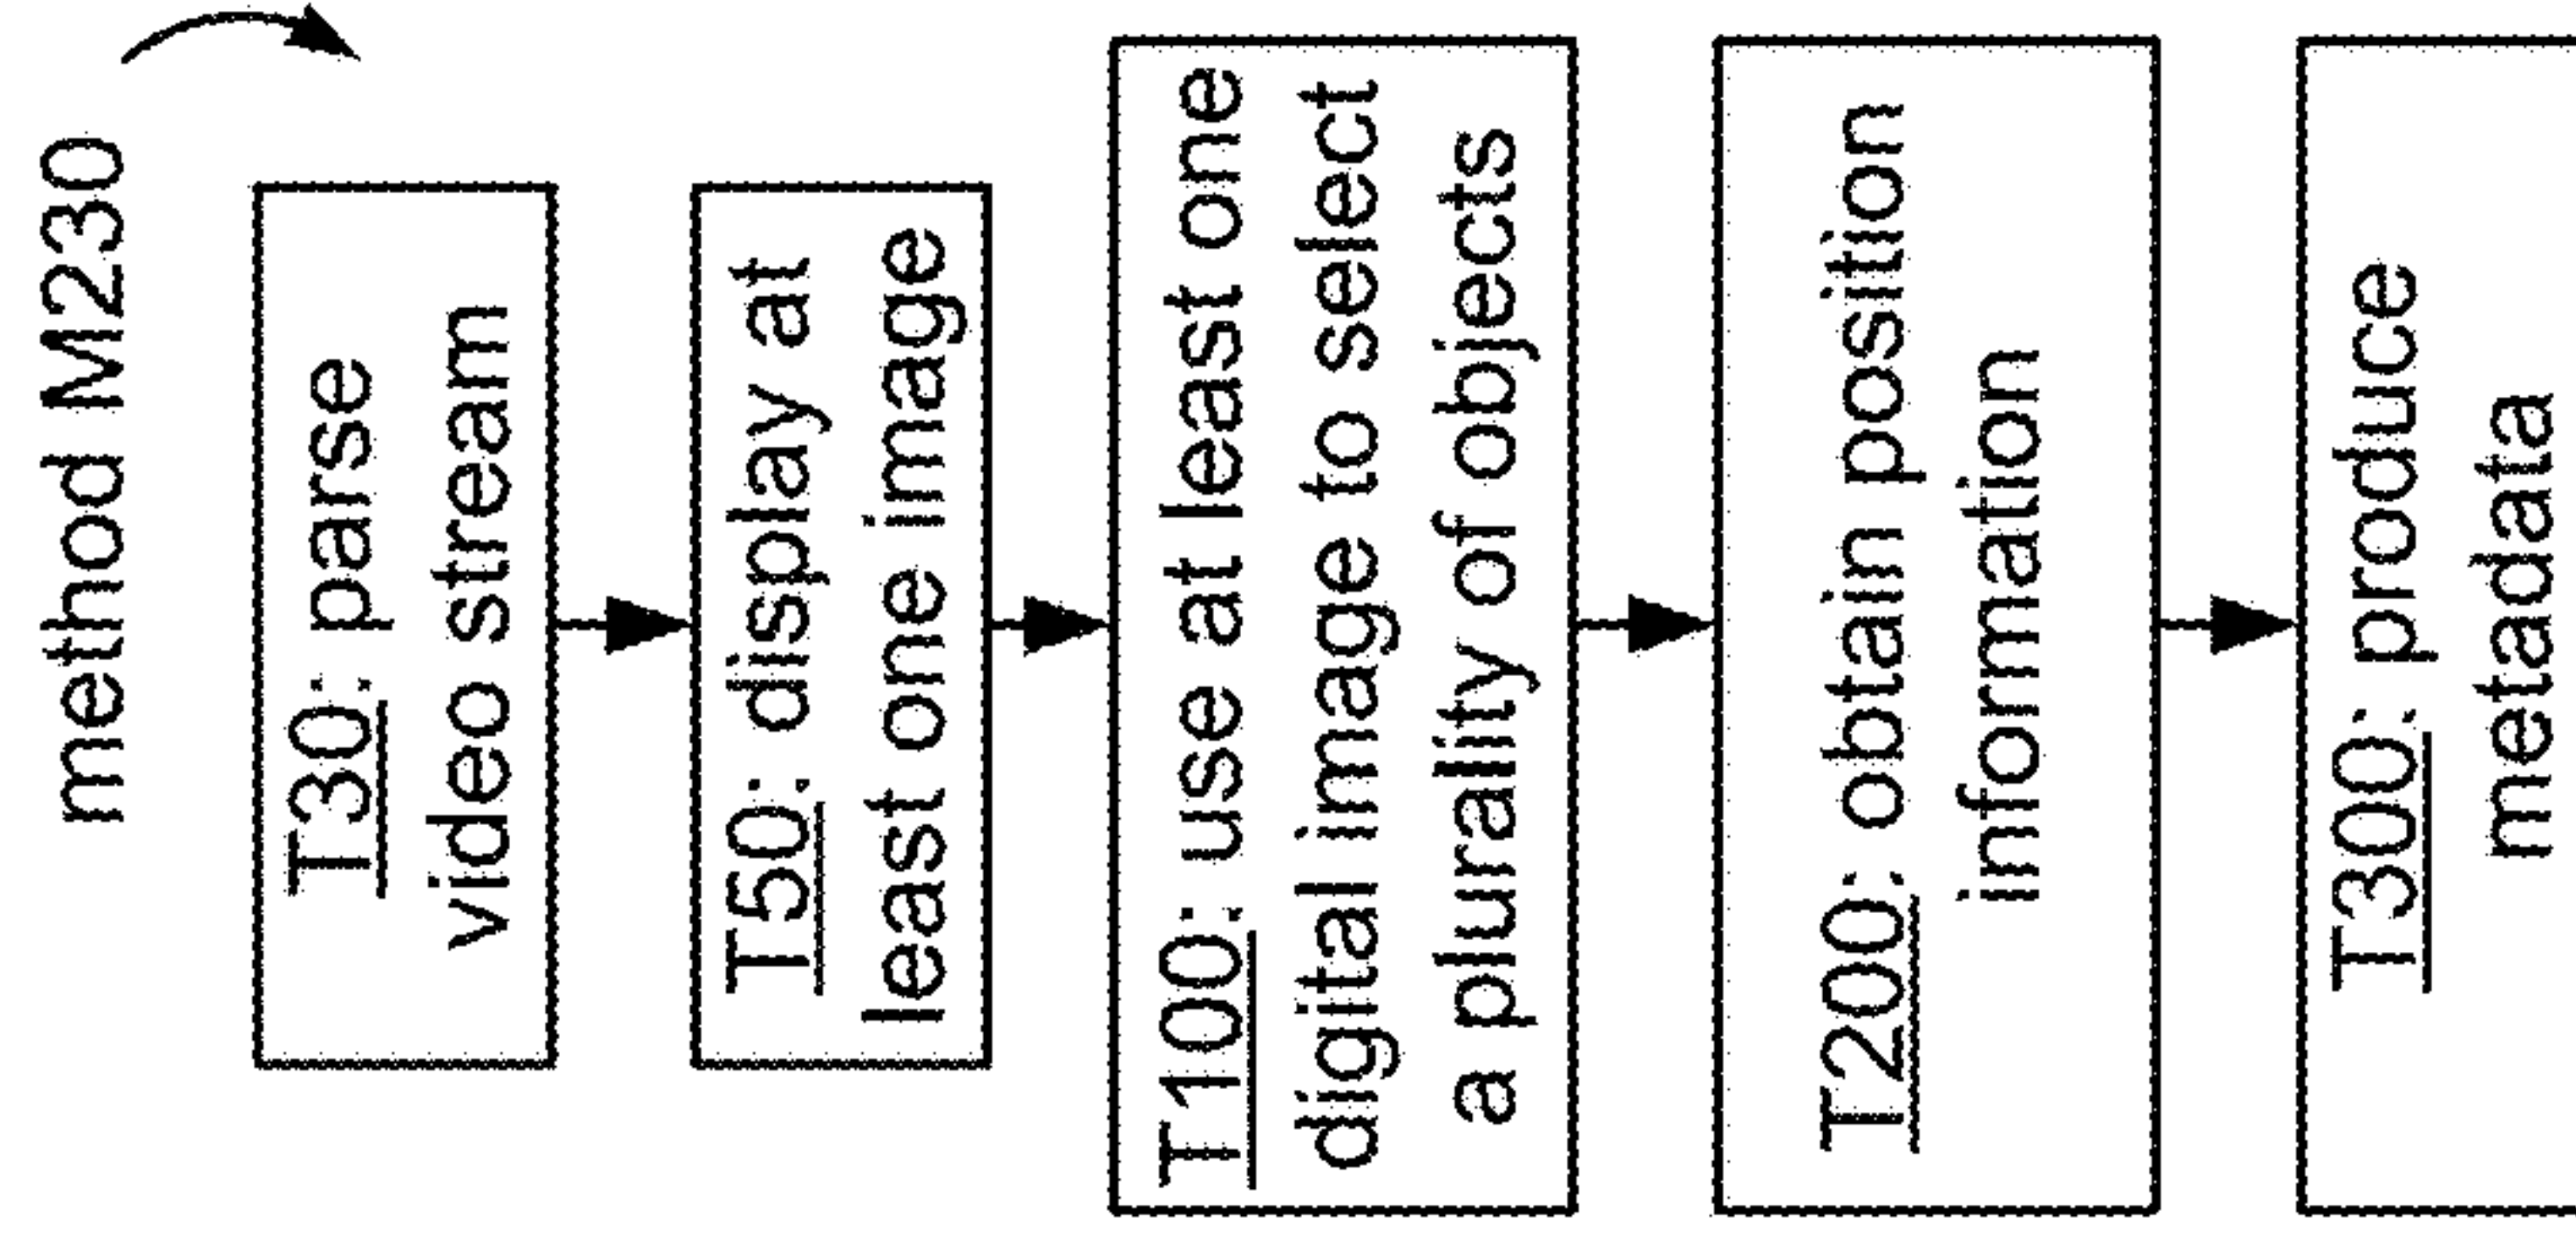 method M230
T30: parse
video stream
T50: display at
least one image
T100: use at least one
digital image to select
a plurality of objects
T200: obtain position
information
T300: produce
metadata